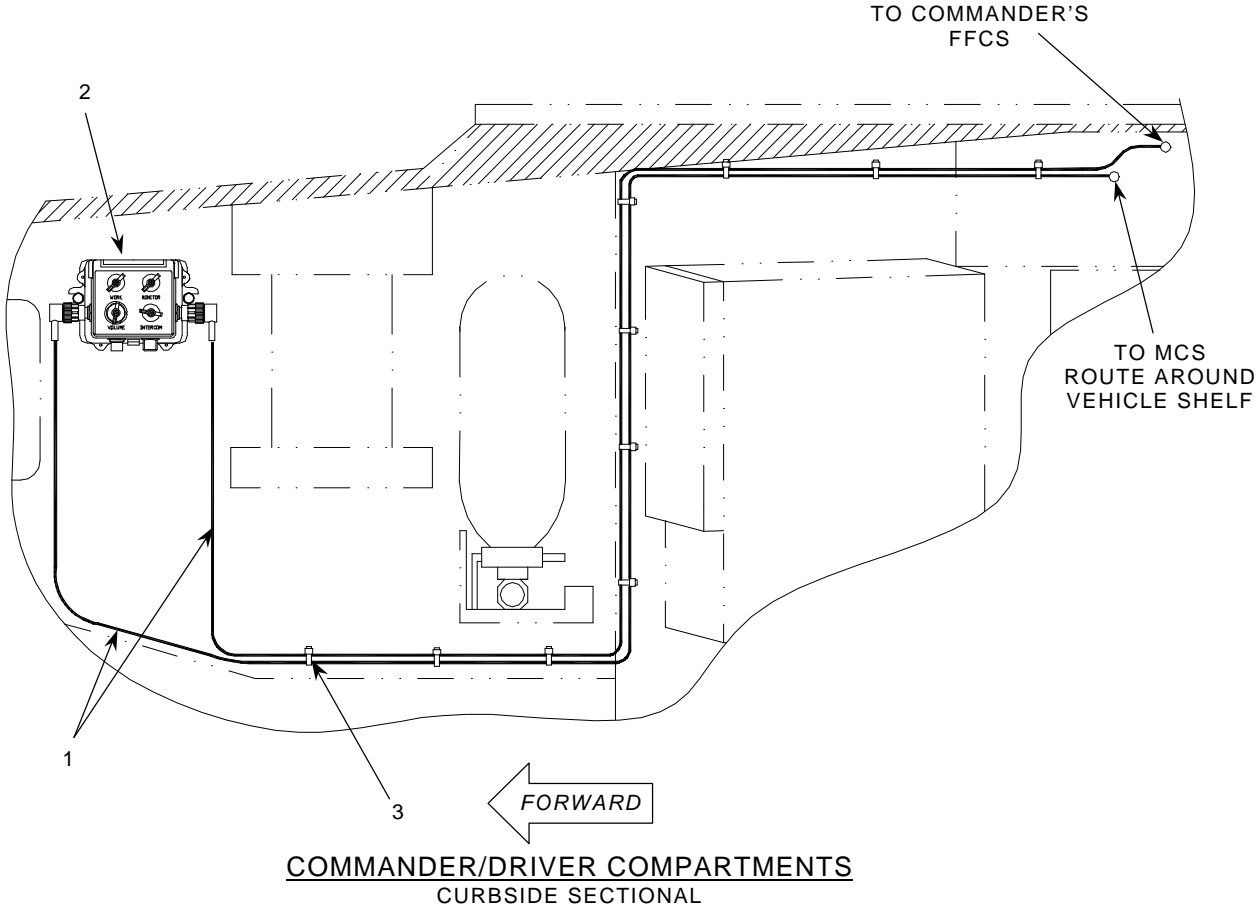 TO COMMANDER'S
FFCS
2
WORK MONITOR
VOLUME INTERCOM
TO MCS
ROUTE AROUND
VEHICLE SHELF
1
3
FORWARD
COMMANDER/DRIVER COMPARTMENTS
CURBSIDE SECTIONAL